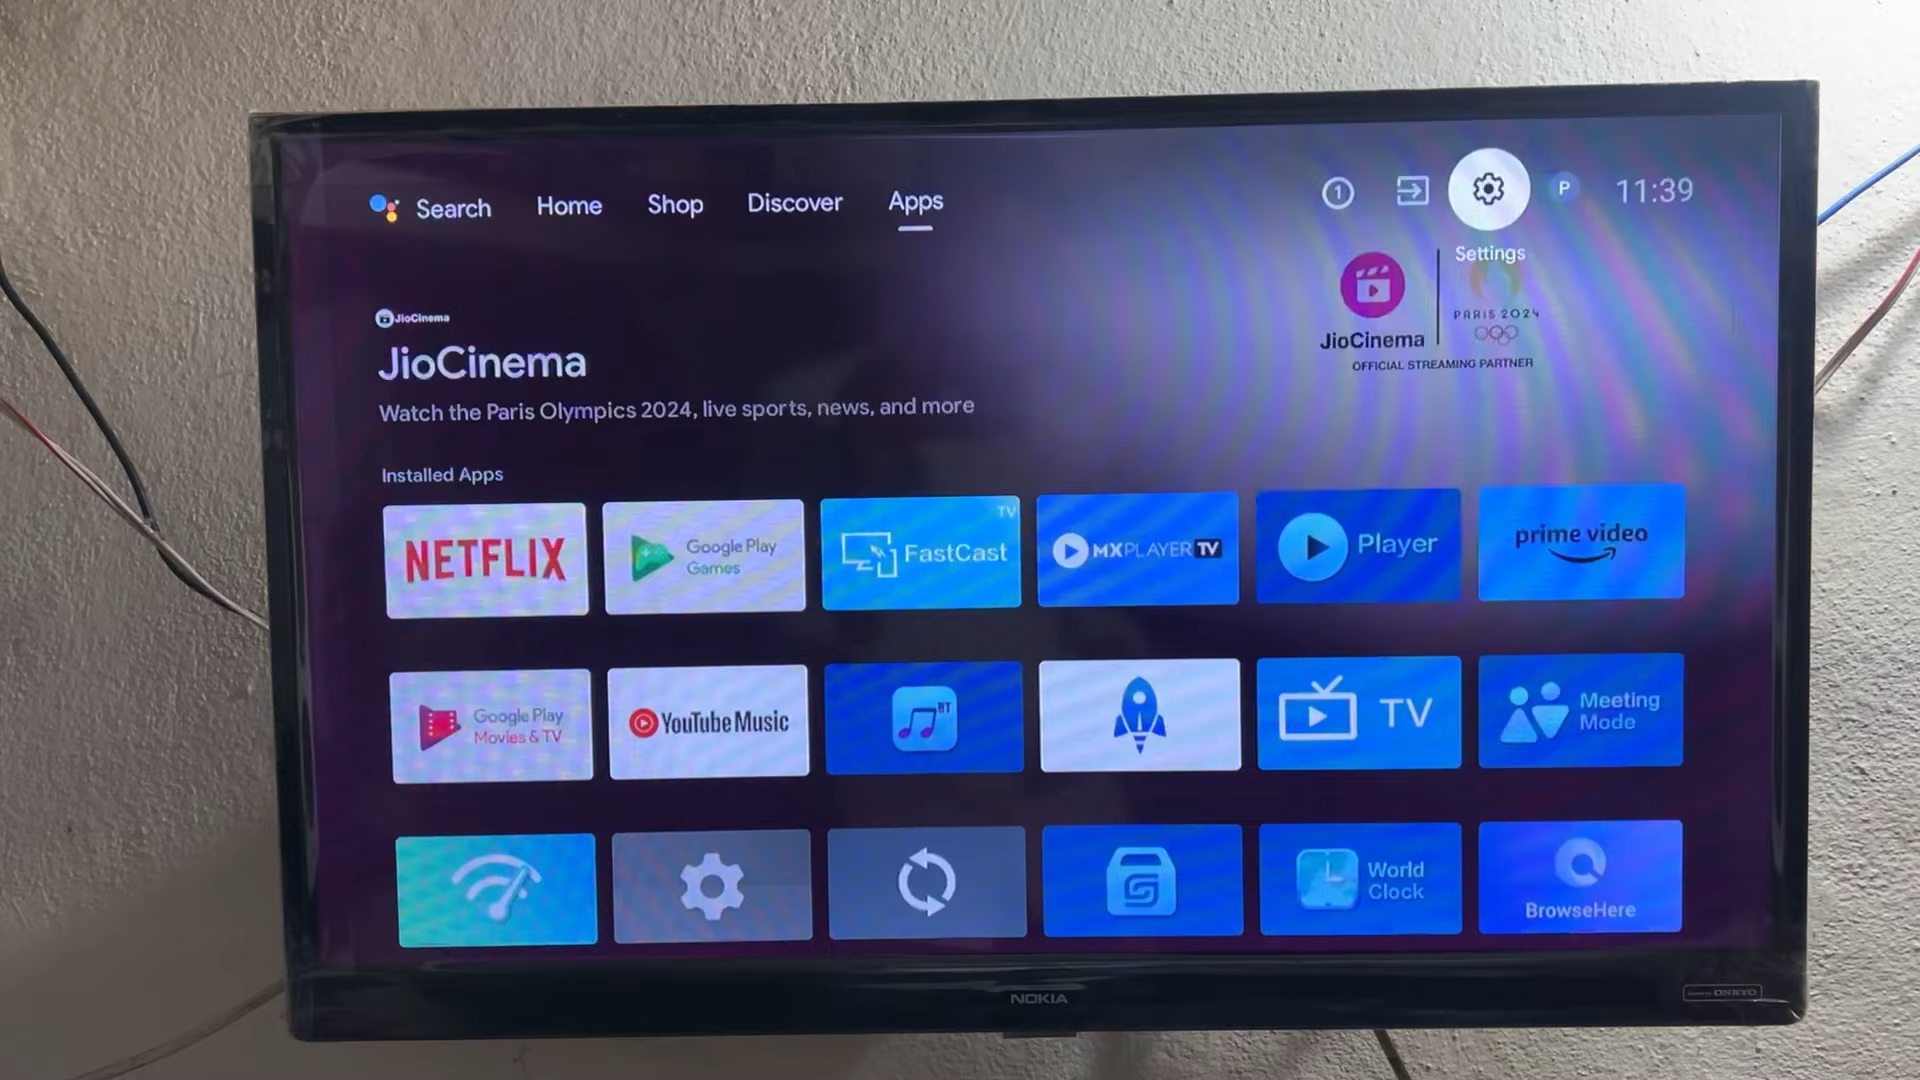 Search Home Shop Discover Apps
1 P 11:39
Settings
JioCinema
PARIS 2024
OFFICIAL STREAMING PARTNER
JioCinema
JioCinema
Watch the Paris Olympics 2024, live sports, news, and more
Installed Apps
NETFLIX
Google Play
Games
TV
FastCast
MXPLAYER TV
Player
prime video
Google Play
Movies & TV
YouTube Music
BT
TV
Meeting
Mode
World
Clock
BrowseHere
NOKIA
ONKYO